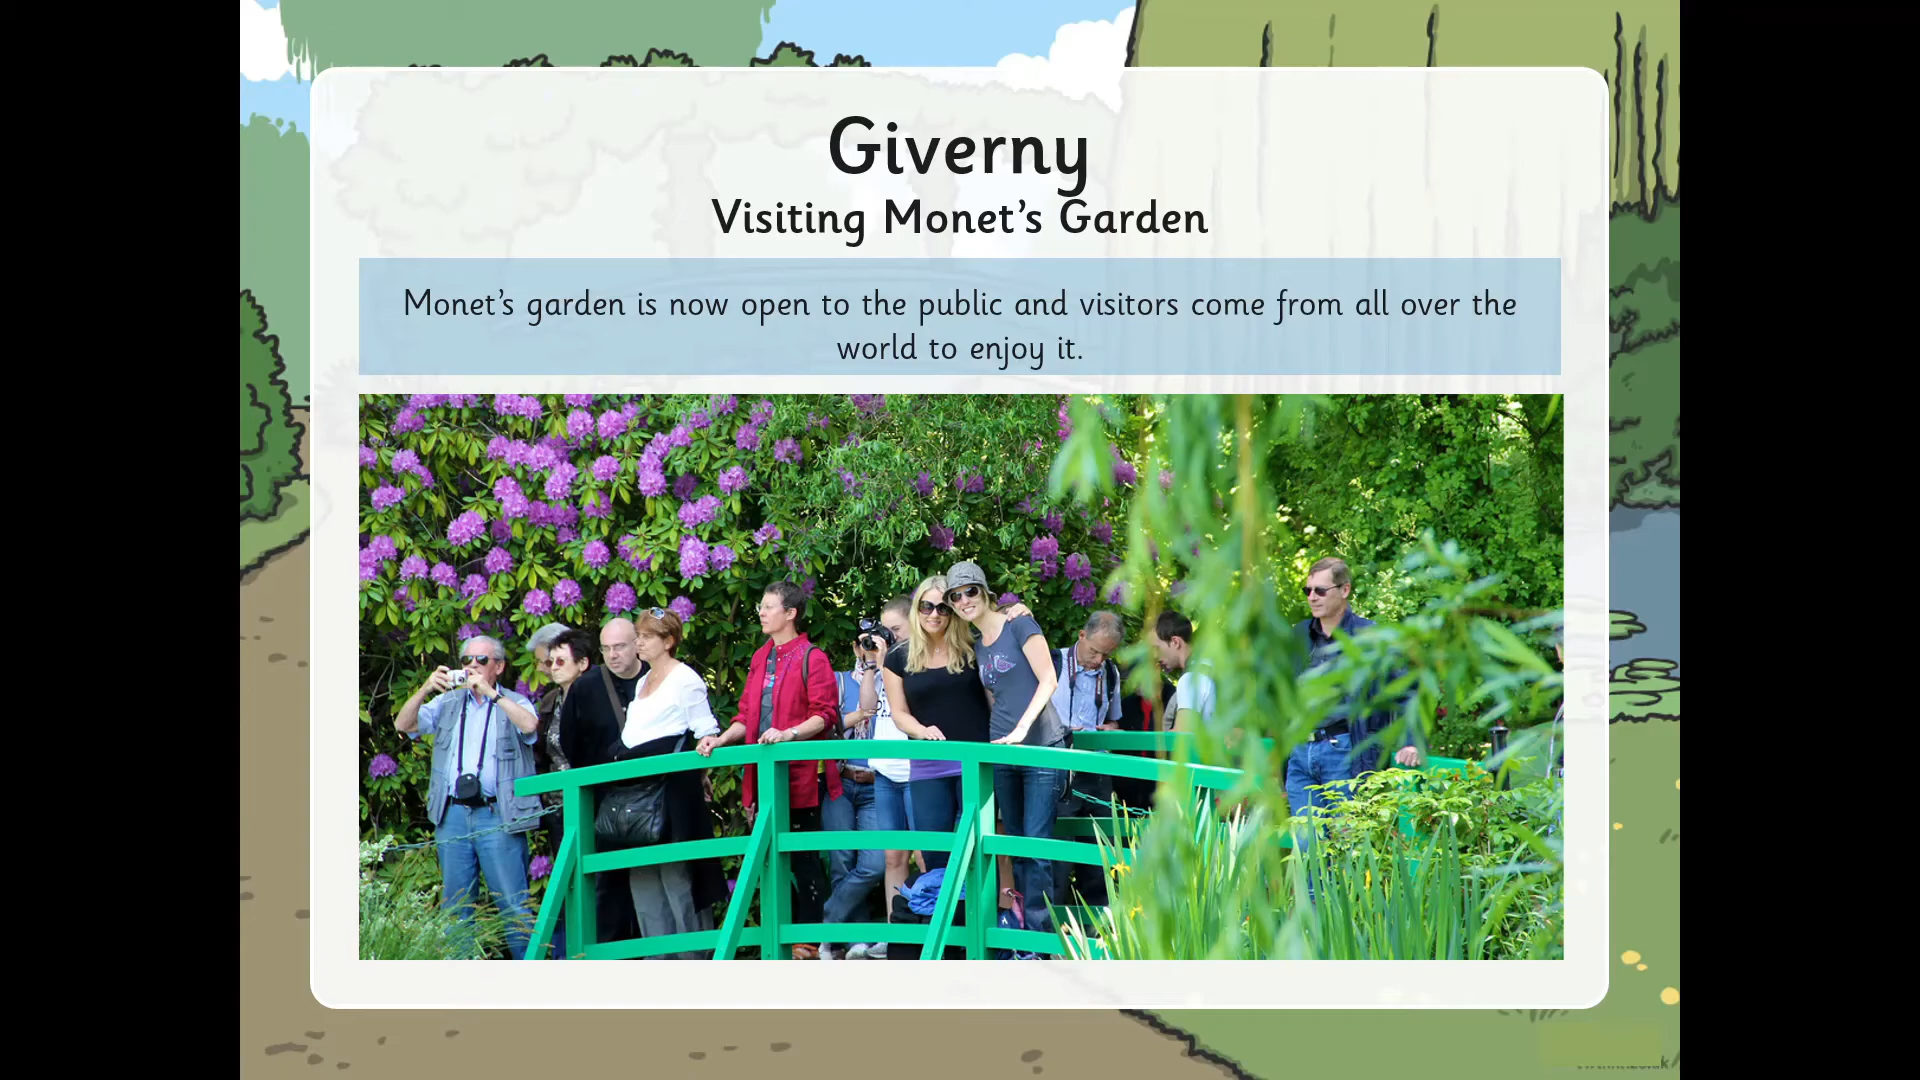 Giverny
Visiting Monet’s Garden
Monet’s garden is now open to the public and visitors come from all over the
world to enjoy it.